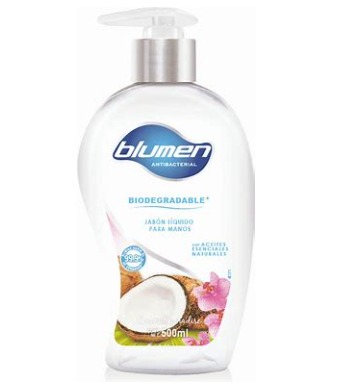 blumen
ANTIBACTERIAL
BIODEGRADABLE*
JABÓN LÍQUIDO
PARA MANOS
CON ACEITES
ESENCIALES
NATURALES
500ml